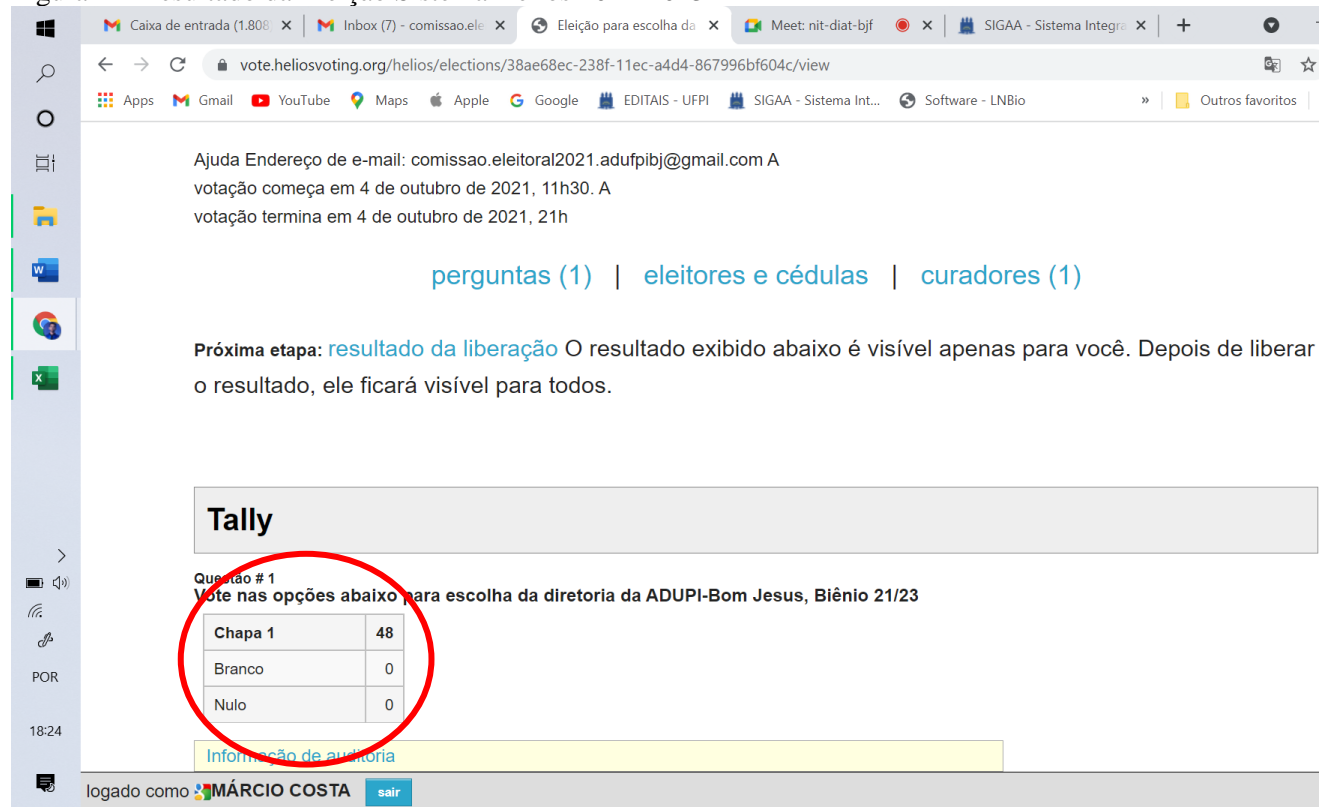 Caixa de entrada (1.808
Inbox (7) - comissao.ele
Eleição para escolha da
Meet: nit-diat-bjf
SIGAA - Sistema Integra
vote.heliosvoting.org/helios/elections/38ae68ec-238f-11ec-a4d4-867996bf604c/view
Apps Gmail YouTube Maps Apple Google EDITAIS - UFPI SIGAA - Sistema Int... Software - LNBio » Outros favoritos
Ajuda Endereço de e-mail: comissao.eleitoral2021.adufpibj@gmail.com A
votação começa em 4 de outubro de 2021, 11h30. A
votação termina em 4 de outubro de 2021, 21h
perguntas (1) | eleitores e cédulas | curadores (1)
Próxima etapa: resultado da liberação O resultado exibido abaixo é visível apenas para você. Depois de liberar
o resultado, ele ficará visível para todos.
Tally
Questão # 1
Vote nas opções abaixo para escolha da diretoria da ADUPI-Bom Jesus, Biênio 21/23
Chapa 1 48
Branco 0
Nulo 0
Informação de auditoria
POR
18:24
logado como MÁRCIO COSTA sair